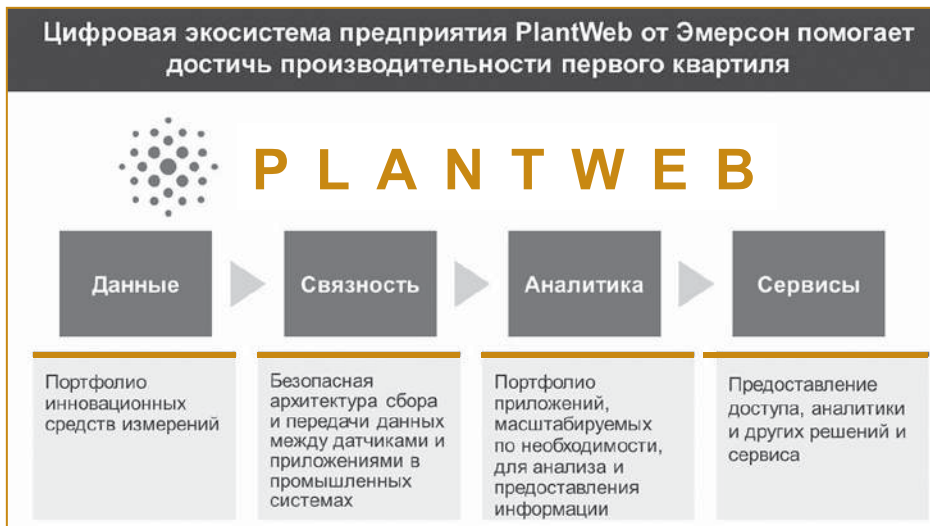 Цифровая экосистема предприятия PlantWeb от Эмерсон помогает
достичь производительности первого квартиля
PLANTWEB
Данные
Связность
Аналитика
Сервисы
Портфолио
инновационных
средств измерений
Безопасная
архитектура сбора
и передачи данных
между датчиками и
приложениями в
промышленных
системах
Портфолио
приложений,
масштабируемых
по необходимости,
для анализа и
предоставления
информации
Предоставление
доступа, аналитики
и других решений и
сервиса